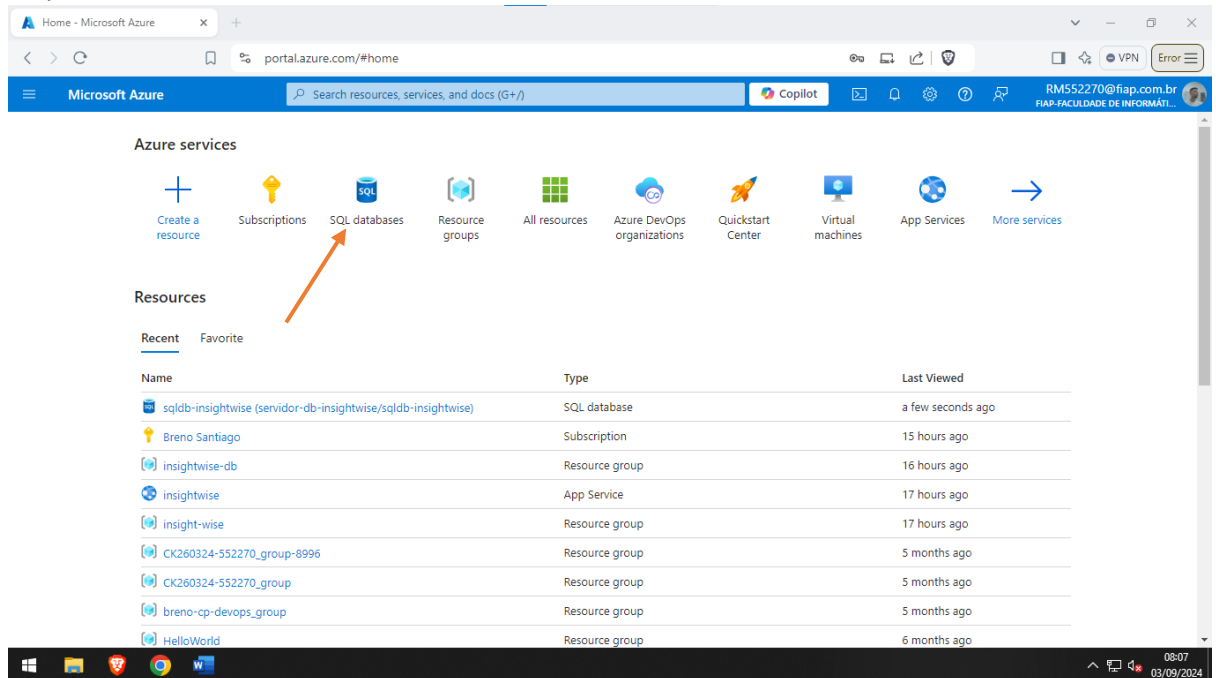 Home - Microsoft Azure
portal.azure.com/#home
VPN
Error
Microsoft Azure
Search resources, services, and docs (G+/)
Copilot
RM552270@fiap.com.br
FIAP-FACULDADE DE INFORMÁTI...
Azure services
Create a resource
Subscriptions
SQL
SQL databases
Resource groups
All resources
Azure DevOps organizations
Quickstart Center
Virtual machines
App Services
More services
Resources
Recent Favorite
Name Type Last Viewed
sqldb-insightwise (servidor-db-insightwise/sqldb-insightwise) SQL database a few seconds ago
Breno Santiago Subscription 15 hours ago
insightwise-db Resource group 16 hours ago
insightwise App Service 17 hours ago
insight-wise Resource group 17 hours ago
CK260324-552270_group-8996 Resource group 5 months ago
CK260324-552270_group Resource group 5 months ago
breno-cp-devops_group Resource group 5 months ago
HelloWorld Resource group 6 months ago
08:07
03/09/2024